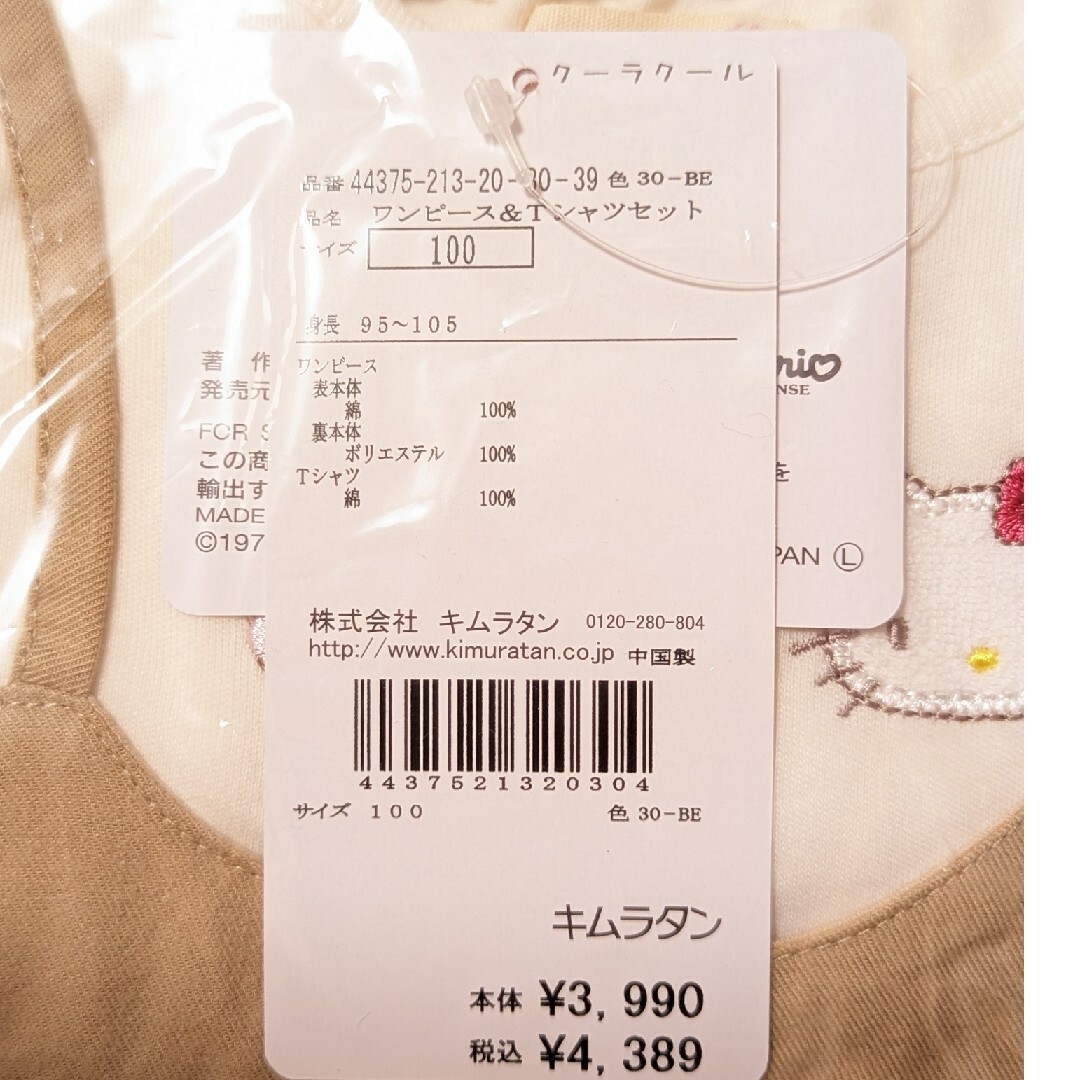 クーラクール
品番 44375-213-20-30-39 色 30-BE
品名 ワンピース&Tシャツセット
サイズ 100
身長 95~105
ワンピース
表本体
綿 100%
裏本体
ポリエステル 100%
Tシャツ
綿 100%
株式会社 キムラタン 0120-280-804
http://www.kimuratan.co.jp 中国製
4437521320304
サイズ 100 色 30-BE
キムラタン
本体 ¥3,990
税込 ¥4,389
著 作
発売元
FOR
この商
輸出す
を
MADE
PAN Ⓛ
©197